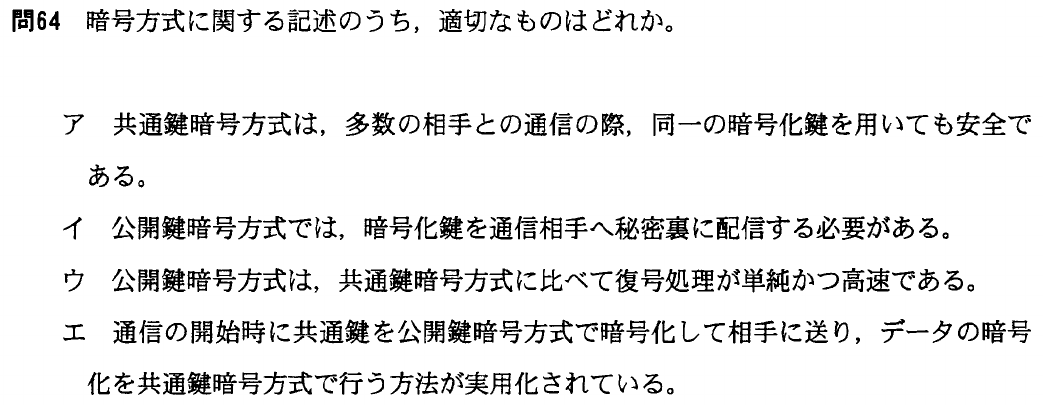 問64 暗号方式に関する記述のうち，適切なものはどれか。
ア 共通鍵暗号方式は，多数の相手との通信の際，同一の暗号化鍵を用いても安全で
ある。
イ 公開鍵暗号方式では，暗号化鍵を通信相手へ秘密裏に配信する必要がある。
ウ 公開鍵暗号方式は，共通鍵暗号方式に比べて復号処理が単純かつ高速である。
エ 通信の開始時に共通鍵を公開鍵暗号方式で暗号化して相手に送り，データの暗号
化を共通鍵暗号方式で行う方法が実用化されている。